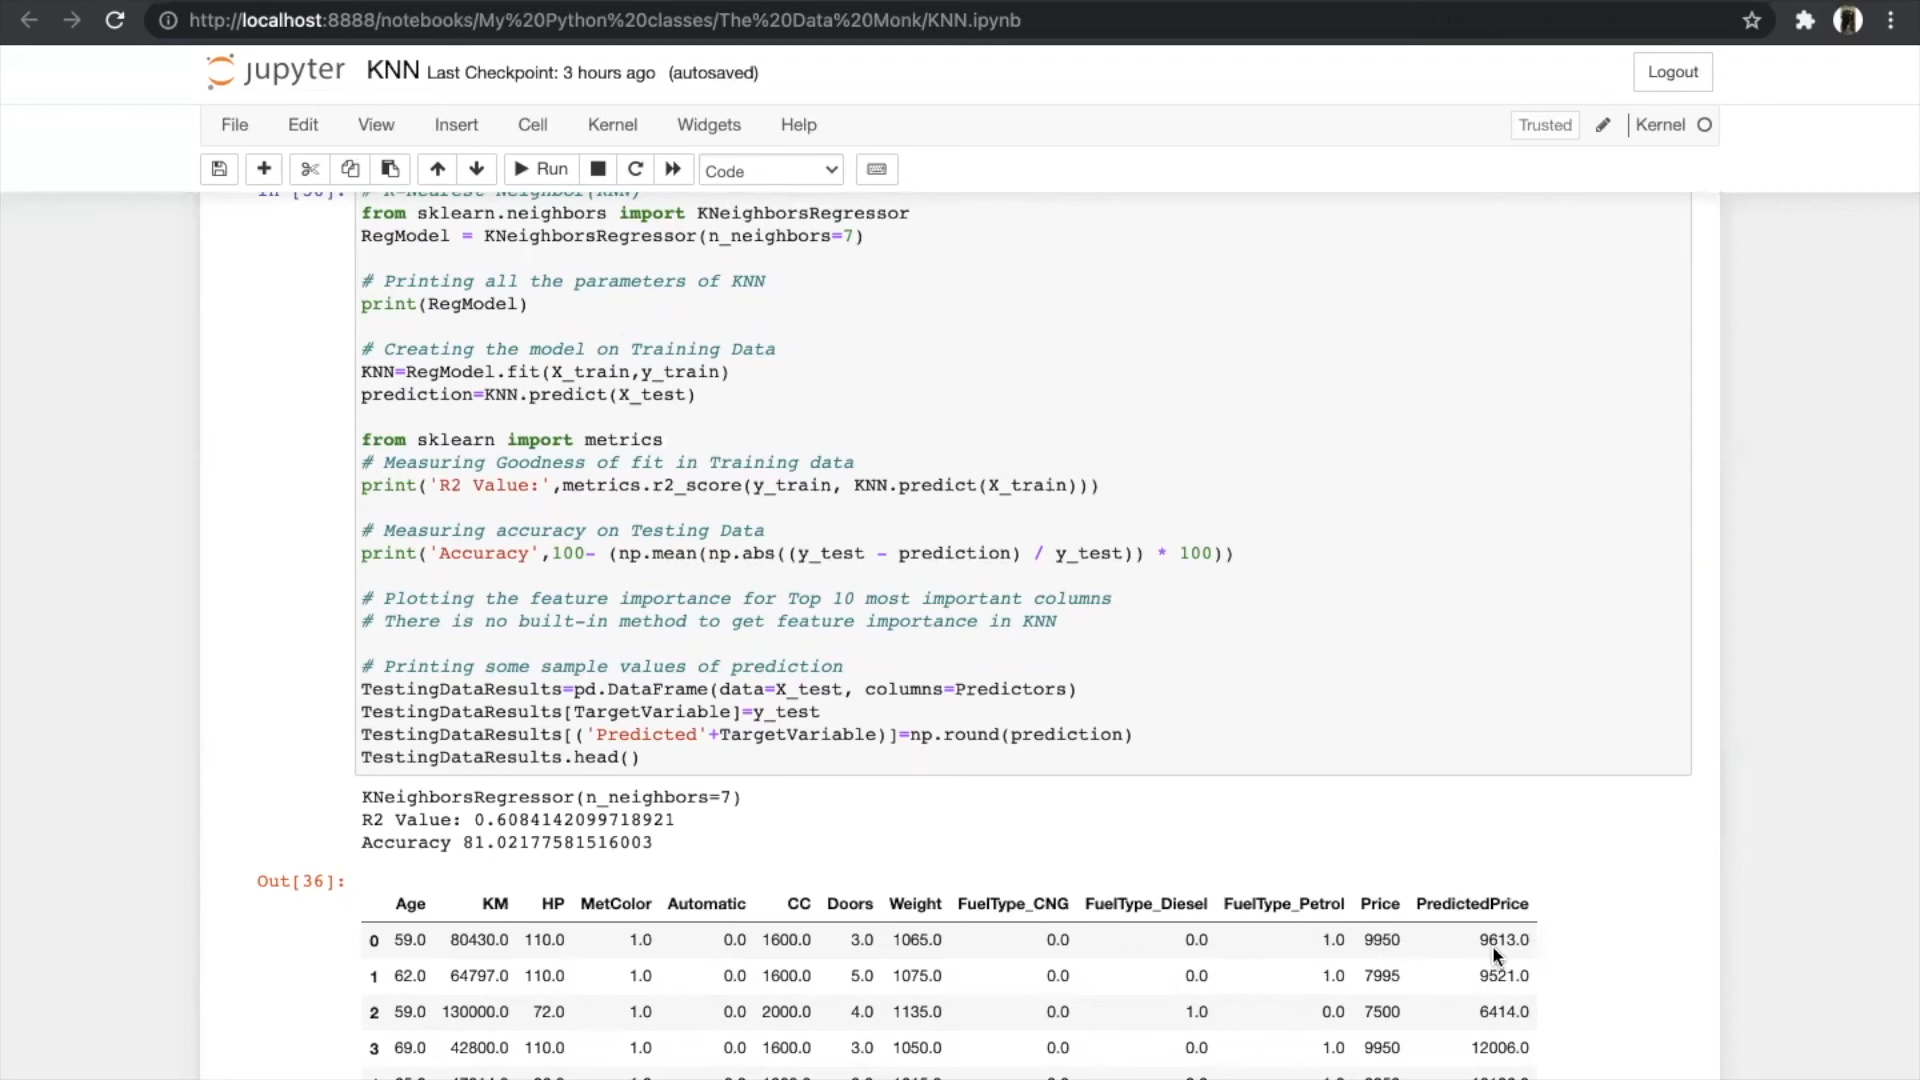 http://localhost:8888/notebooks/My%20Python%20classes/The%20Data%20Monk/KNN.ipynb
jupyter KNN Last Checkpoint: 3 hours ago (autosaved) Logout
File Edit View Insert Cell Kernel Widgets Help Trusted Kernel
Run Code
In [36]: # K-Nearest Neighbor(KNN)
from sklearn.neighbors import KNeighborsRegressor
RegModel = KNeighborsRegressor(n_neighbors=7)
# Printing all the parameters of KNN
print(RegModel)
# Creating the model on Training Data
KNN=RegModel.fit(X_train,y_train)
prediction=KNN.predict(X_test)
from sklearn import metrics
# Measuring Goodness of fit in Training data
print('R2 Value:',metrics.r2_score(y_train, KNN.predict(X_train)))
# Measuring accuracy on Testing Data
print('Accuracy',100- (np.mean(np.abs((y_test - prediction) / y_test)) * 100))
# Plotting the feature importance for Top 10 most important columns
# There is no built-in method to get feature importance in KNN
# Printing some sample values of prediction
TestingDataResults=pd.DataFrame(data=X_test, columns=Predictors)
TestingDataResults[TargetVariable]=y_test
TestingDataResults[('Predicted'+TargetVariable)]=np.round(prediction)
TestingDataResults.head()
KNeighborsRegressor(n_neighbors=7)
R2 Value: 0.6084142099718921
Accuracy 81.02177581516003
Out[36]:
Age KM HP MetColor Automatic CC Doors Weight FuelType_CNG FuelType_Diesel FuelType_Petrol Price PredictedPrice
0 59.0 80430.0 110.0 1.0 0.0 1600.0 3.0 1065.0 0.0 0.0 1.0 9950 9613.0
1 62.0 64797.0 110.0 1.0 0.0 1600.0 5.0 1075.0 0.0 0.0 1.0 7995 9521.0
2 59.0 130000.0 72.0 1.0 0.0 2000.0 4.0 1135.0 0.0 1.0 0.0 7500 6414.0
3 69.0 42800.0 110.0 1.0 0.0 1600.0 3.0 1050.0 0.0 0.0 1.0 9950 12006.0